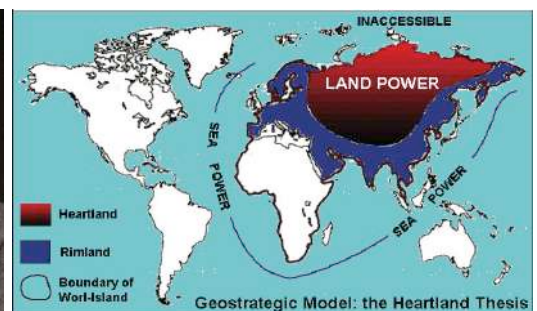 INACCESSIBLE
LAND POWER
SEA POWER
SEA POWER
Heartland
Rimland
Boundary of
Worl-Island
Geostrategic Model: the Heartland Thesis